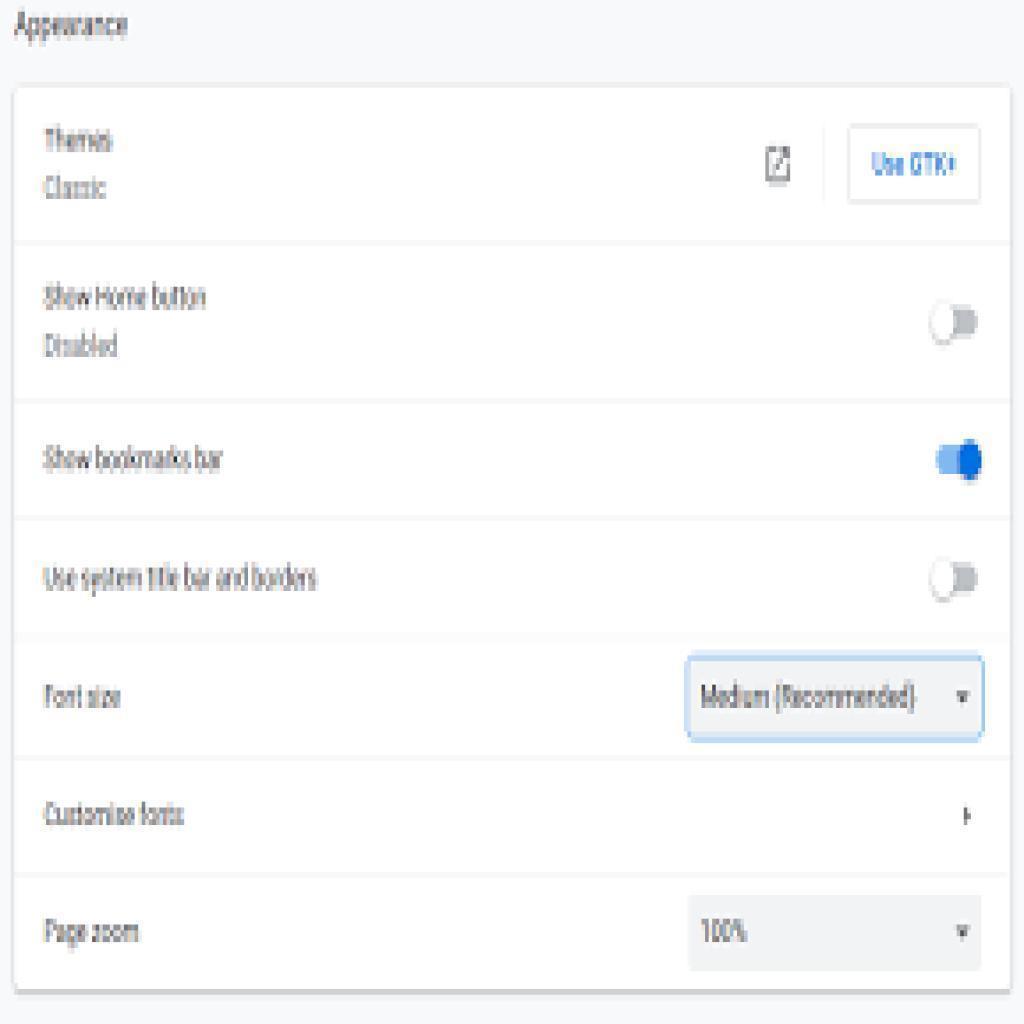 Appearance
Themes
Classic
Use GTK+
Show Home button
Disabled
Show bookmarks bar
Use system title bar and borders
Font size
Medium (Recommended)
Customise fonts
Page zoom
100%